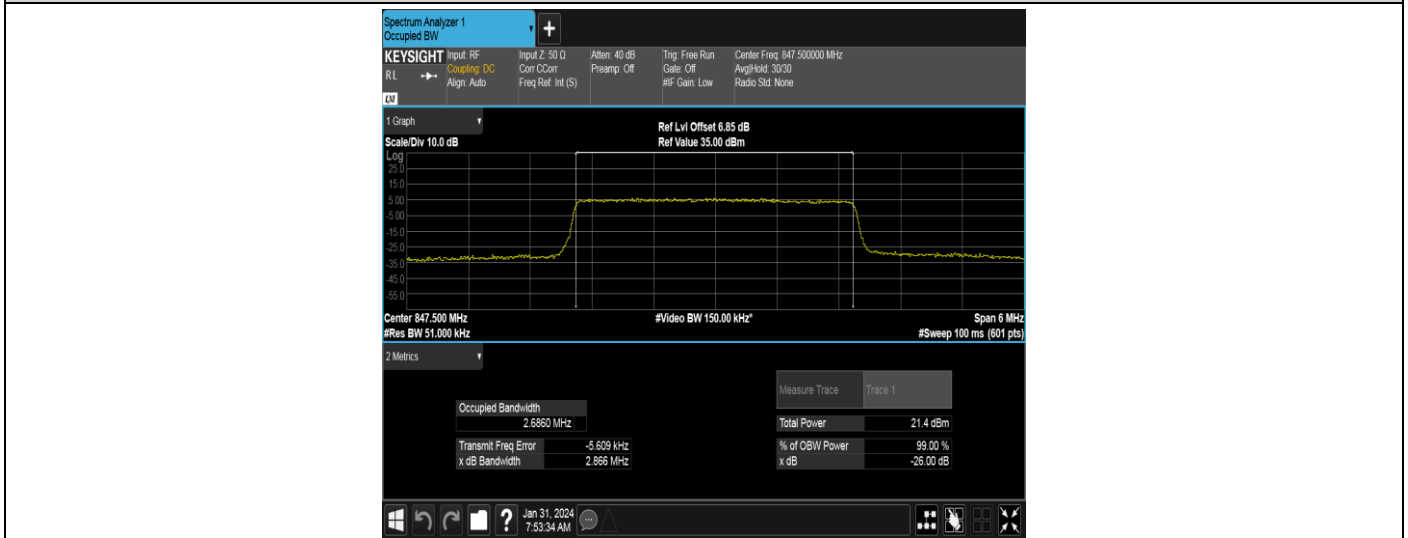 Spectrum Analyzer 1
Occupied BW
+
KEYSIGHT
RL
LXI
Input: RF
Coupling: DC
Align: Auto
Input Z: 50 Ω
Corr CCorr
Freq Ref: Int (S)
Atten: 40 dB
Preamp: Off
Trig: Free Run
Gate: Off
#IF Gain: Low
Center Freq: 847.500000 MHz
Avg|Hold: 30/30
Radio Std: None
1 Graph
Scale/Div 10.0 dB
Ref Lvl Offset 6.85 dB
Ref Value 35.00 dBm
Log
25.0
15.0
5.00
-5.00
-15.0
-25.0
-35.0
-45.0
-55.0
Center 847.500 MHz
#Res BW 51.000 kHz
#Video BW 150.00 kHz*
Span 6 MHz
#Sweep 100 ms (601 pts)
2 Metrics
Measure Trace Trace 1
Occupied Bandwidth
2.6860 MHz
Total Power 21.4 dBm
Transmit Freq Error -5.609 kHz
% of OBW Power 99.00 %
x dB Bandwidth 2.866 MHz
x dB -26.00 dB
?
Jan 31, 2024
7:53:34 AM